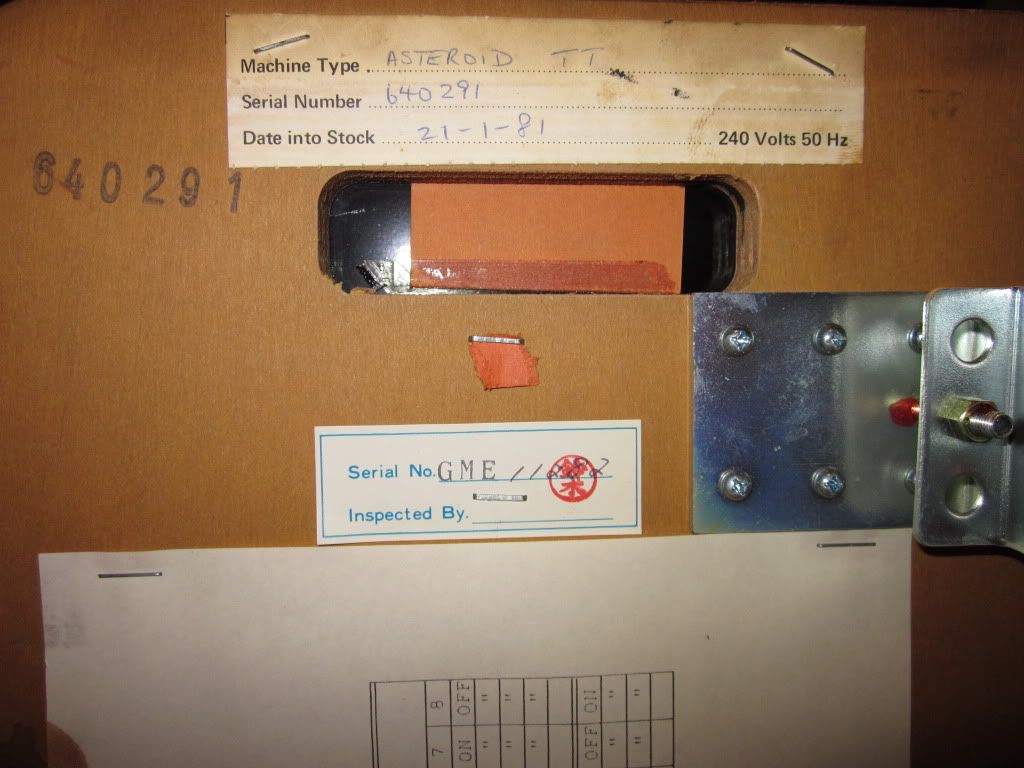 Machine Type ASTEROID TT
Serial Number 640291
Date into Stock 21-1-81 240 Volts 50 Hz
640291
Serial No. GME 11282
Inspected By.
7 8
ON OFF
" "
" "
" "
OFF ON
" "
" "